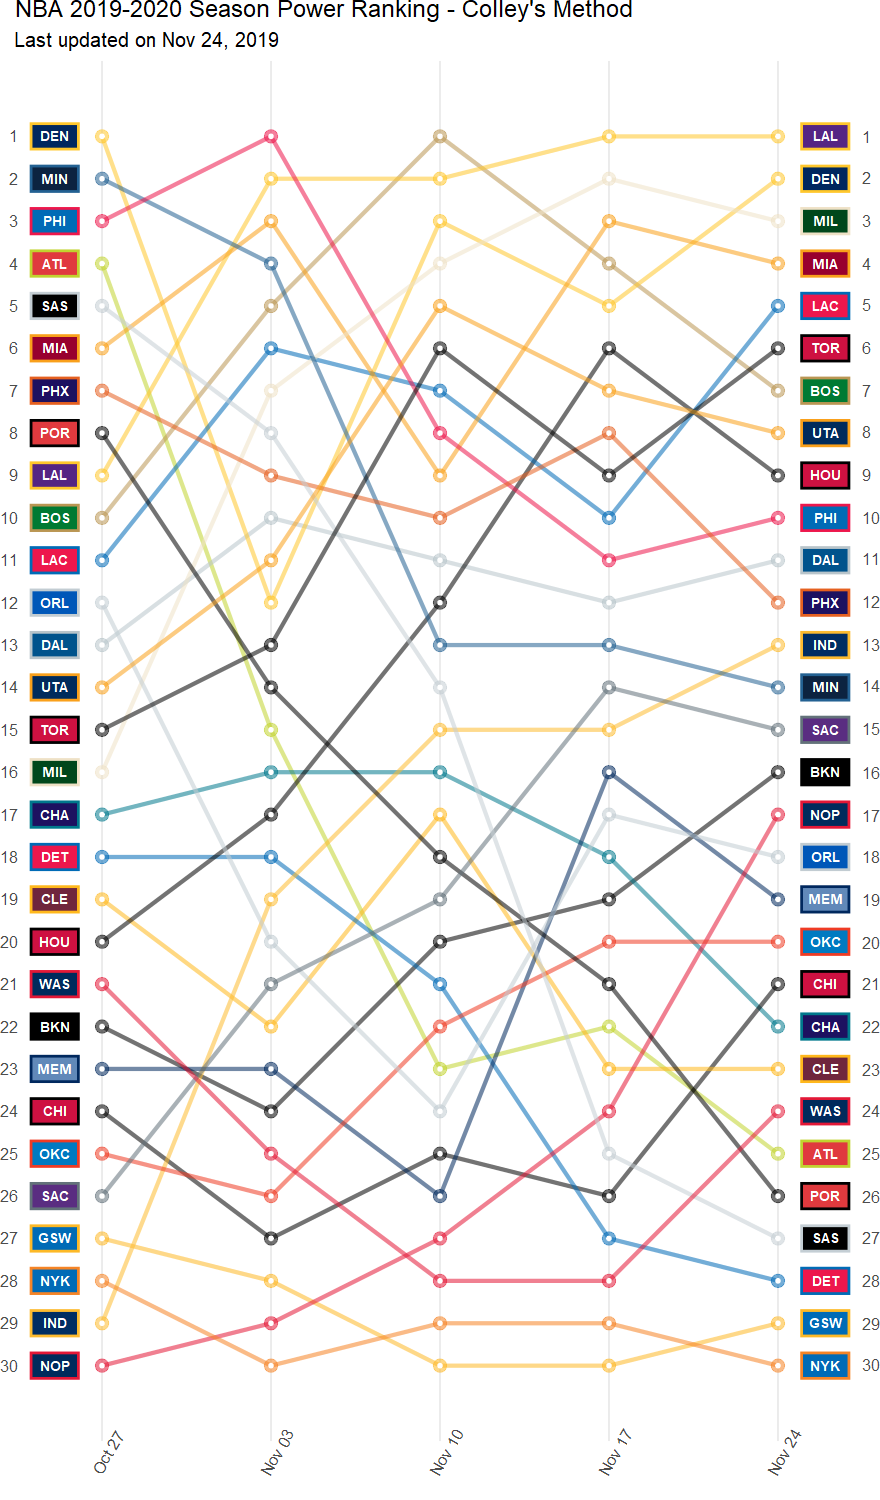 NBA 2019-2020 Season Power Ranking - Colley's Method
Last updated on Nov 24, 2019
1 DEN LAL 1
2 MIN DEN 2
3 PHI MIL 3
4 ATL MIA 4
5 SAS LAC 5
6 MIA TOR 6
7 PHX BOS 7
8 POR UTA 8
9 LAL HOU 9
10 BOS PHI 10
11 LAC DAL 11
12 ORL PHX 12
13 DAL IND 13
14 UTA MIN 14
15 TOR SAC 15
16 MIL BKN 16
17 CHA NOP 17
18 DET ORL 18
19 CLE MEM 19
20 HOU OKC 20
21 WAS CHI 21
22 BKN CHA 22
23 MEM CLE 23
24 CHI WAS 24
25 OKC ATL 25
26 SAC POR 26
27 GSW SAS 27
28 NYK DET 28
29 IND GSW 29
30 NOP NYK 30
Oct 27 Nov 03 Nov 10 Nov 17 Nov 24